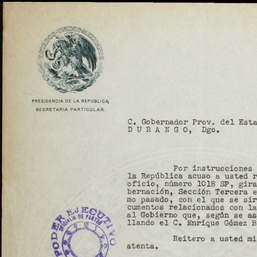 PRESIDENCIA DE LA REPUBLICA
SECRETARIA PARTICULAR.
C. Gobernador Prov. del Esta
DURANGO, Dgo.
Por instrucciones
la República acuso a usted r
oficio, número 1018 SP, gira
bernación, Sección Tercera e
mo pasado, con el que se sir
cumentos relacionados con la
al Gobierno que, según se as
llando el C. Enrique Gómez R
Reitero a usted mi
atenta.
PODER EJECUTIVO